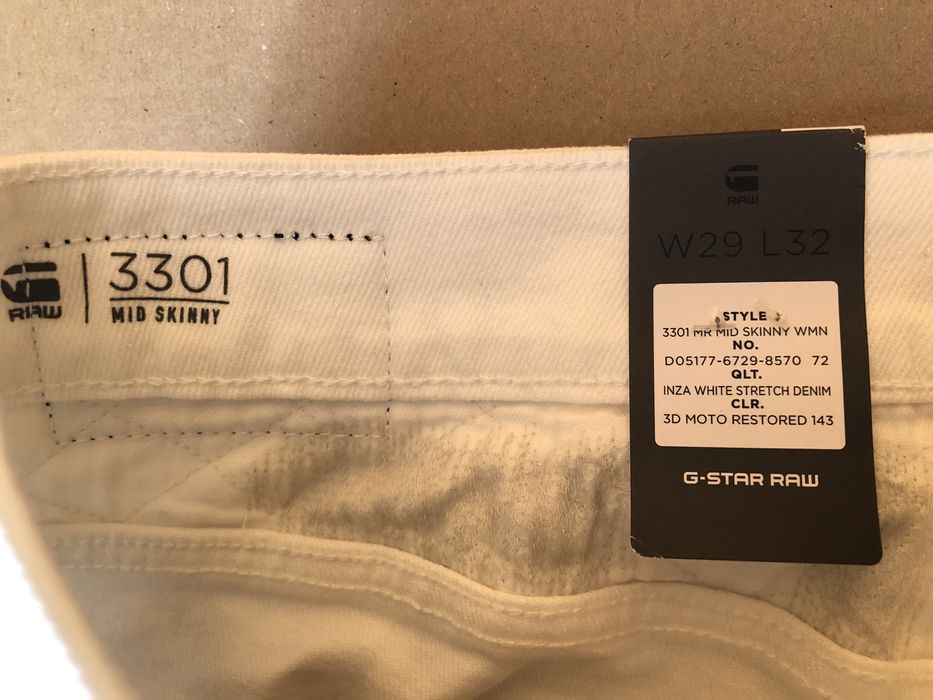 RAW
3301
MID SKINNY
RAW
W29 L32
STYLE
3301 MR MID SKINNY WMN
NO.
D05177-6729-8570 72
QLT.
INZA WHITE STRETCH DENIM
CLR.
3D MOTO RESTORED 143
G-STAR RAW